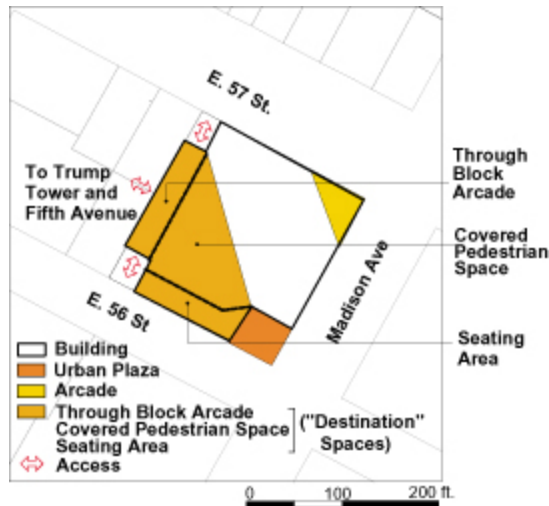 E. 57 St.
Through
Block
Arcade
To Trump
Tower and
Fifth Avenue
Covered
Pedestrian
Space
Madison Ave
E. 56 St
Seating
Area
Building
Urban Plaza
Arcade
Through Block Arcade
Covered Pedestrian Space
Seating Area
("Destination"
Spaces)
Access
0 100 200 ft.